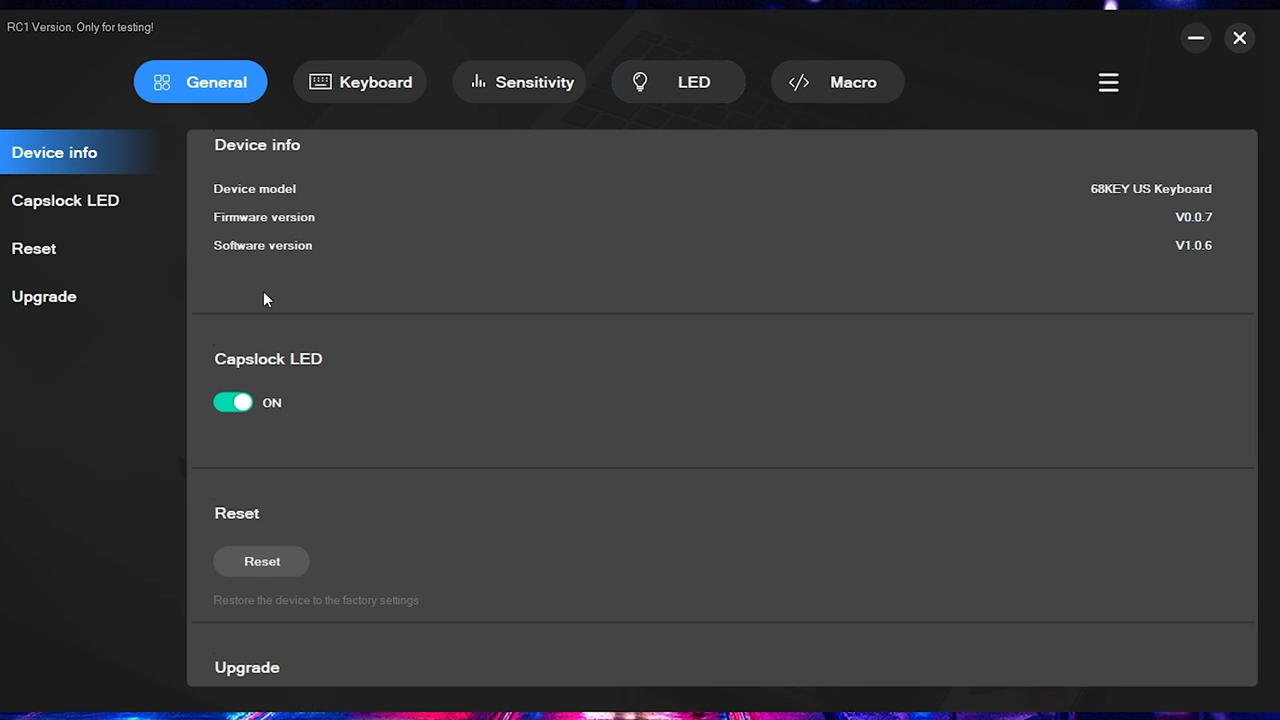 RC1 Version, Only for testing!
General
Keyboard
Sensitivity
LED
Macro
Device info
Capslock LED
Reset
Upgrade
Device info
Device model 68KEY US Keyboard
Firmware version V0.0.7
Software version V1.0.6
Capslock LED
ON
Reset
Reset
Restore the device to the factory settings
Upgrade